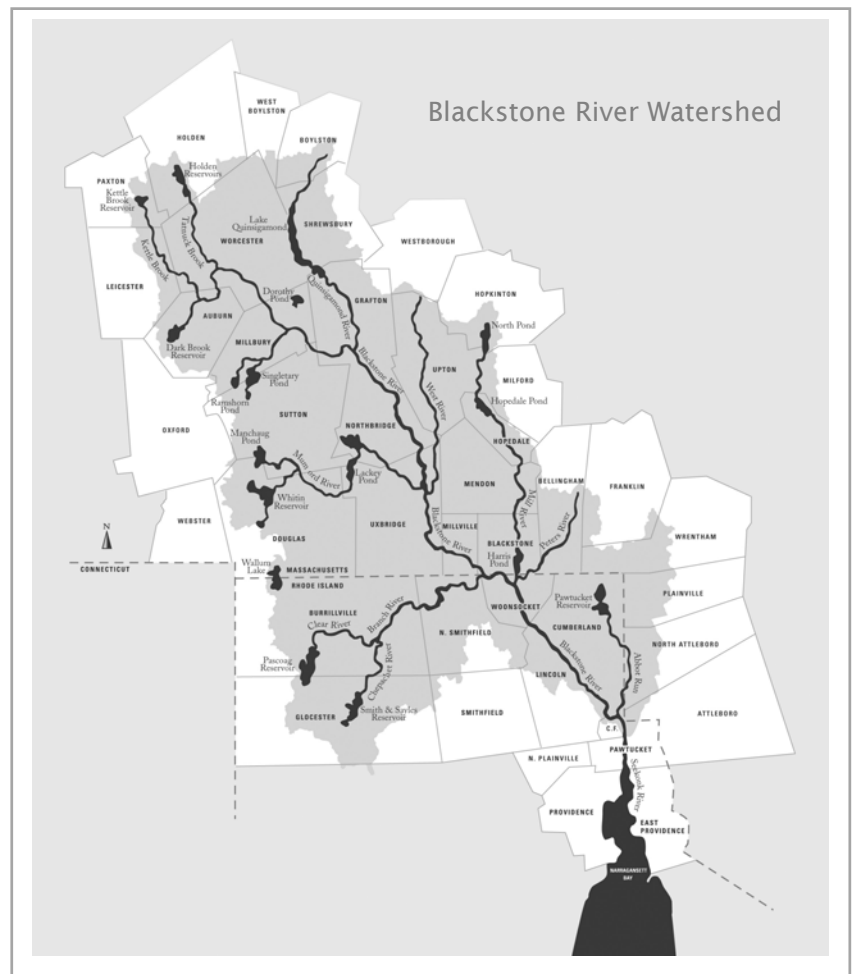 Blackstone River Watershed
WEST
BOYLSTON
HOLDEN
BOYLSTON
Holden
Reservoirs
PAXTON
Kettle
Brook
Reservoir
Lake
Quinsigamond
SHREWSBURY
Tatnuck Brook
WORCESTER
WESTBOROUGH
Kettle Brook
LEICESTER
Dorothy
Pond
Quinsigamond River
GRAFTON
HOPKINTON
AUBURN
North Pond
Dark Brook
Reservoir
MILLBURY
Blackstone River
UPTON
West River
MILFORD
Singletary
Pond
Ramshorn
Pond
Hopedale Pond
SUTTON
OXFORD
NORTHBRIDGE
Manchaug
Pond
HOPEDALE
Mumford River
Lackey
Pond
MENDON
BELLINGHAM
FRANKLIN
Whitin
Reservoir
Mill River
WEBSTER
UXBRIDGE
MILLVILLE
Peters River
N
DOUGLAS
Blackstone River
BLACKSTONE
WRENTHAM
Harris
Pond
Wallum
Lake
CONNECTICUT
MASSACHUSETTS
RHODE ISLAND
PLAINVILLE
Pawtucket
Reservoir
BURRILLVILLE
Branch River
WOONSOCKET
Clear River
CUMBERLAND
N. SMITHFIELD
NORTH ATTLEBORO
Pascoag
Reservoir
Chepachet River
Blackstone River
Abbot Run
LINCOLN
GLOCESTER
Smith & Sayles
Reservoir
SMITHFIELD
ATTLEBORO
C.F.
PAWTUCKET
N. PLAINVILLE
Seekonk River
PROVIDENCE
EAST
PROVIDENCE
NARRAGANSETT
BAY